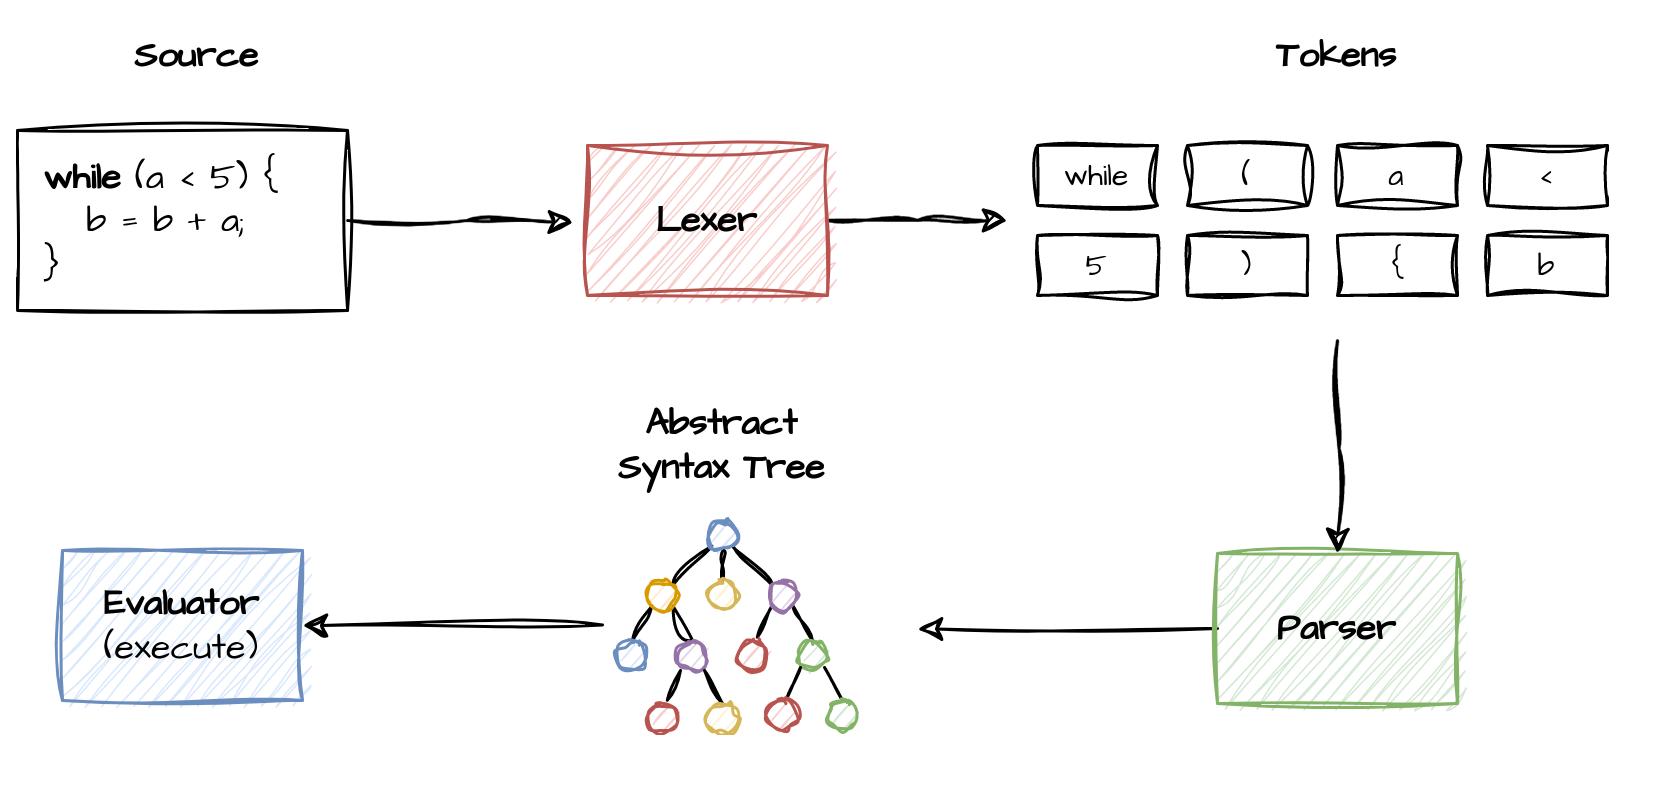 Source
while (a < 5) {
b = b + a;
}
Lexer
Tokens
while
(
a
<
5
)
{
b
Parser
Abstract
Syntax Tree
Evaluator
(execute)